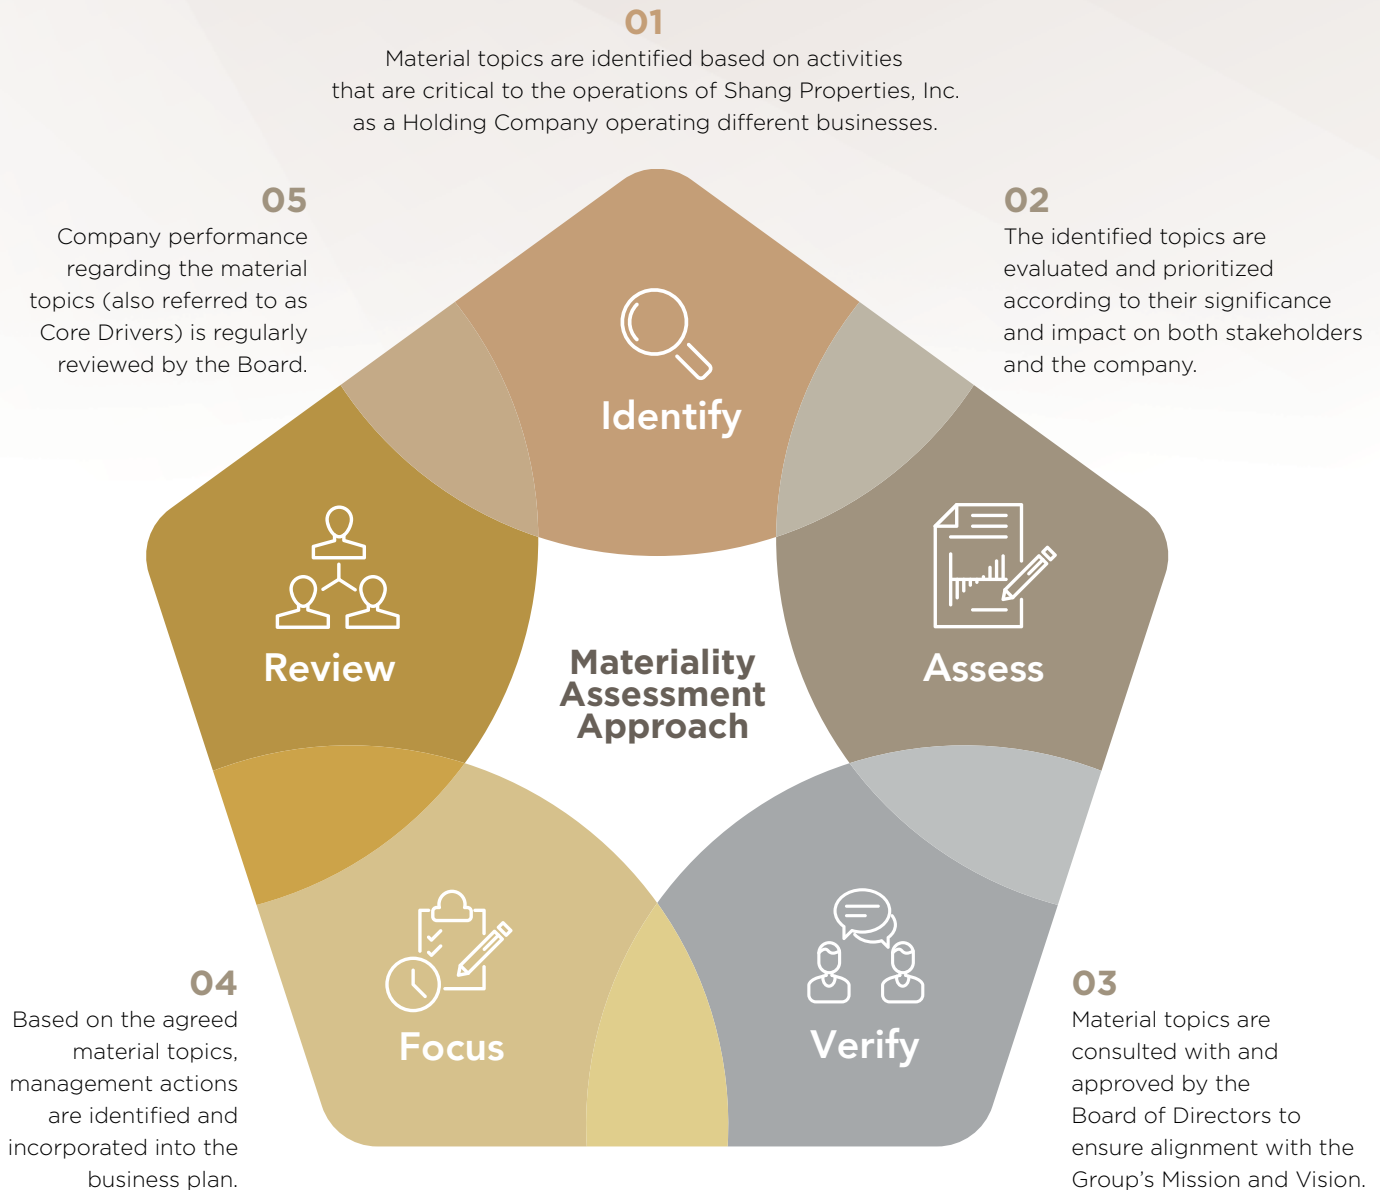 01
Material topics are identified based on activities
that are critical to the operations of Shang Properties, Inc.
as a Holding Company operating different businesses.
02
The identified topics are
evaluated and prioritized
according to their significance
and impact on both stakeholders
and the company.
03
Material topics are
consulted with and
approved by the
Board of Directors to
ensure alignment with the
Group’s Mission and Vision.
04
Based on the agreed
material topics,
management actions
are identified and
incorporated into the
business plan.
05
Company performance
regarding the material
topics (also referred to as
Core Drivers) is regularly
reviewed by the Board.
Identify
Assess
Verify
Focus
Review
Materiality
Assessment
Approach